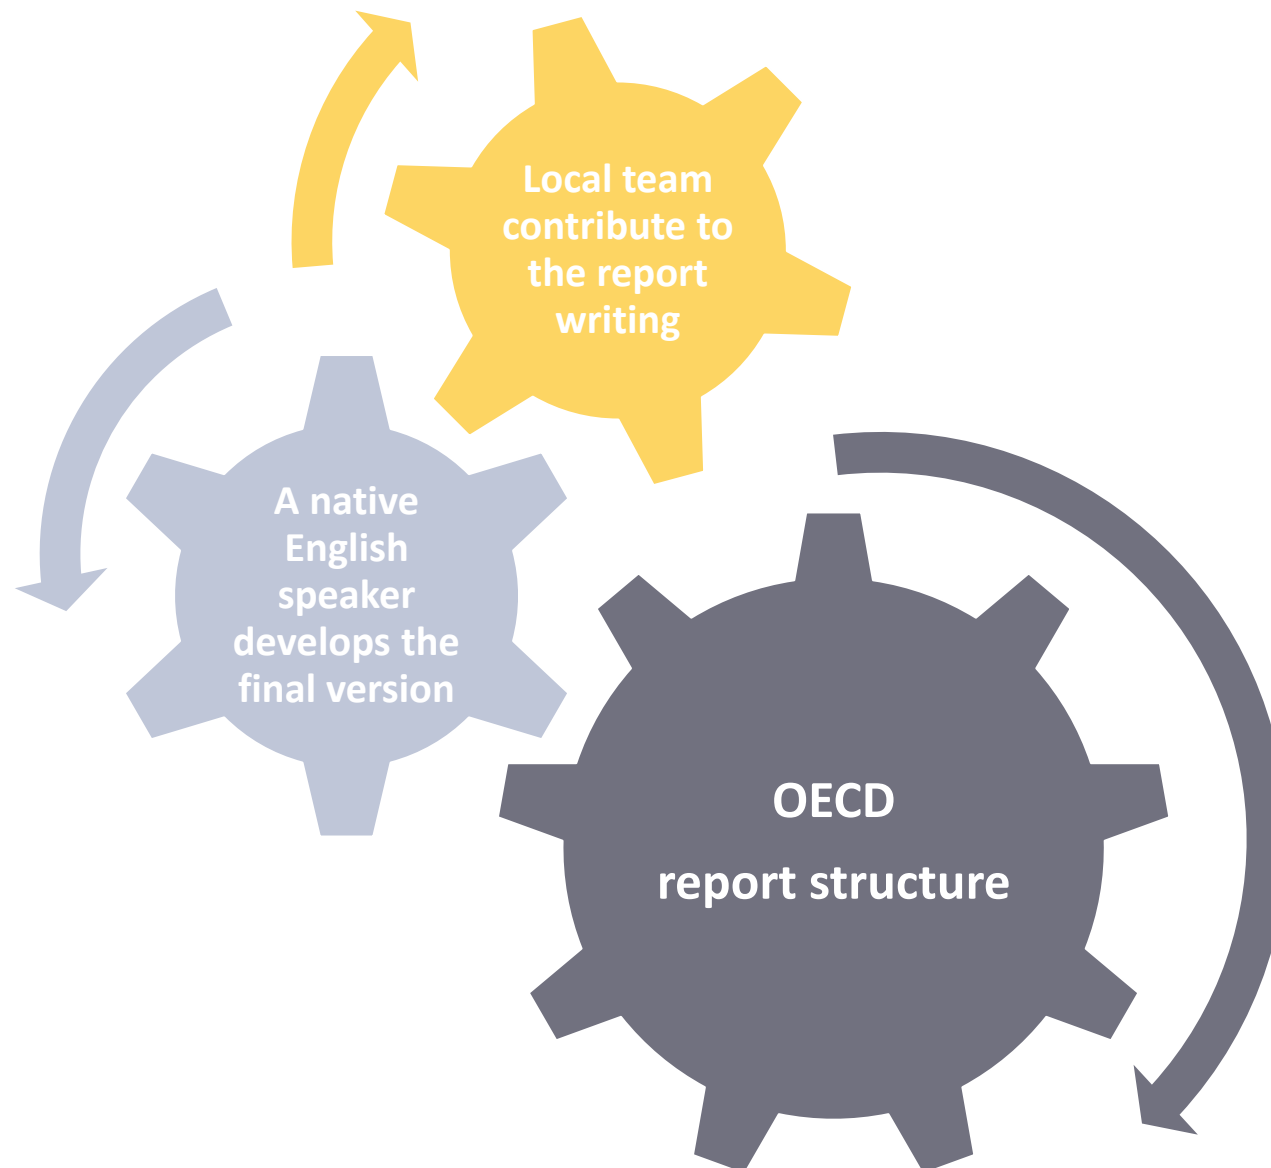 Local team
contribute to
the report
writing
A native
English
speaker
develops the
final version
OECD
report structure